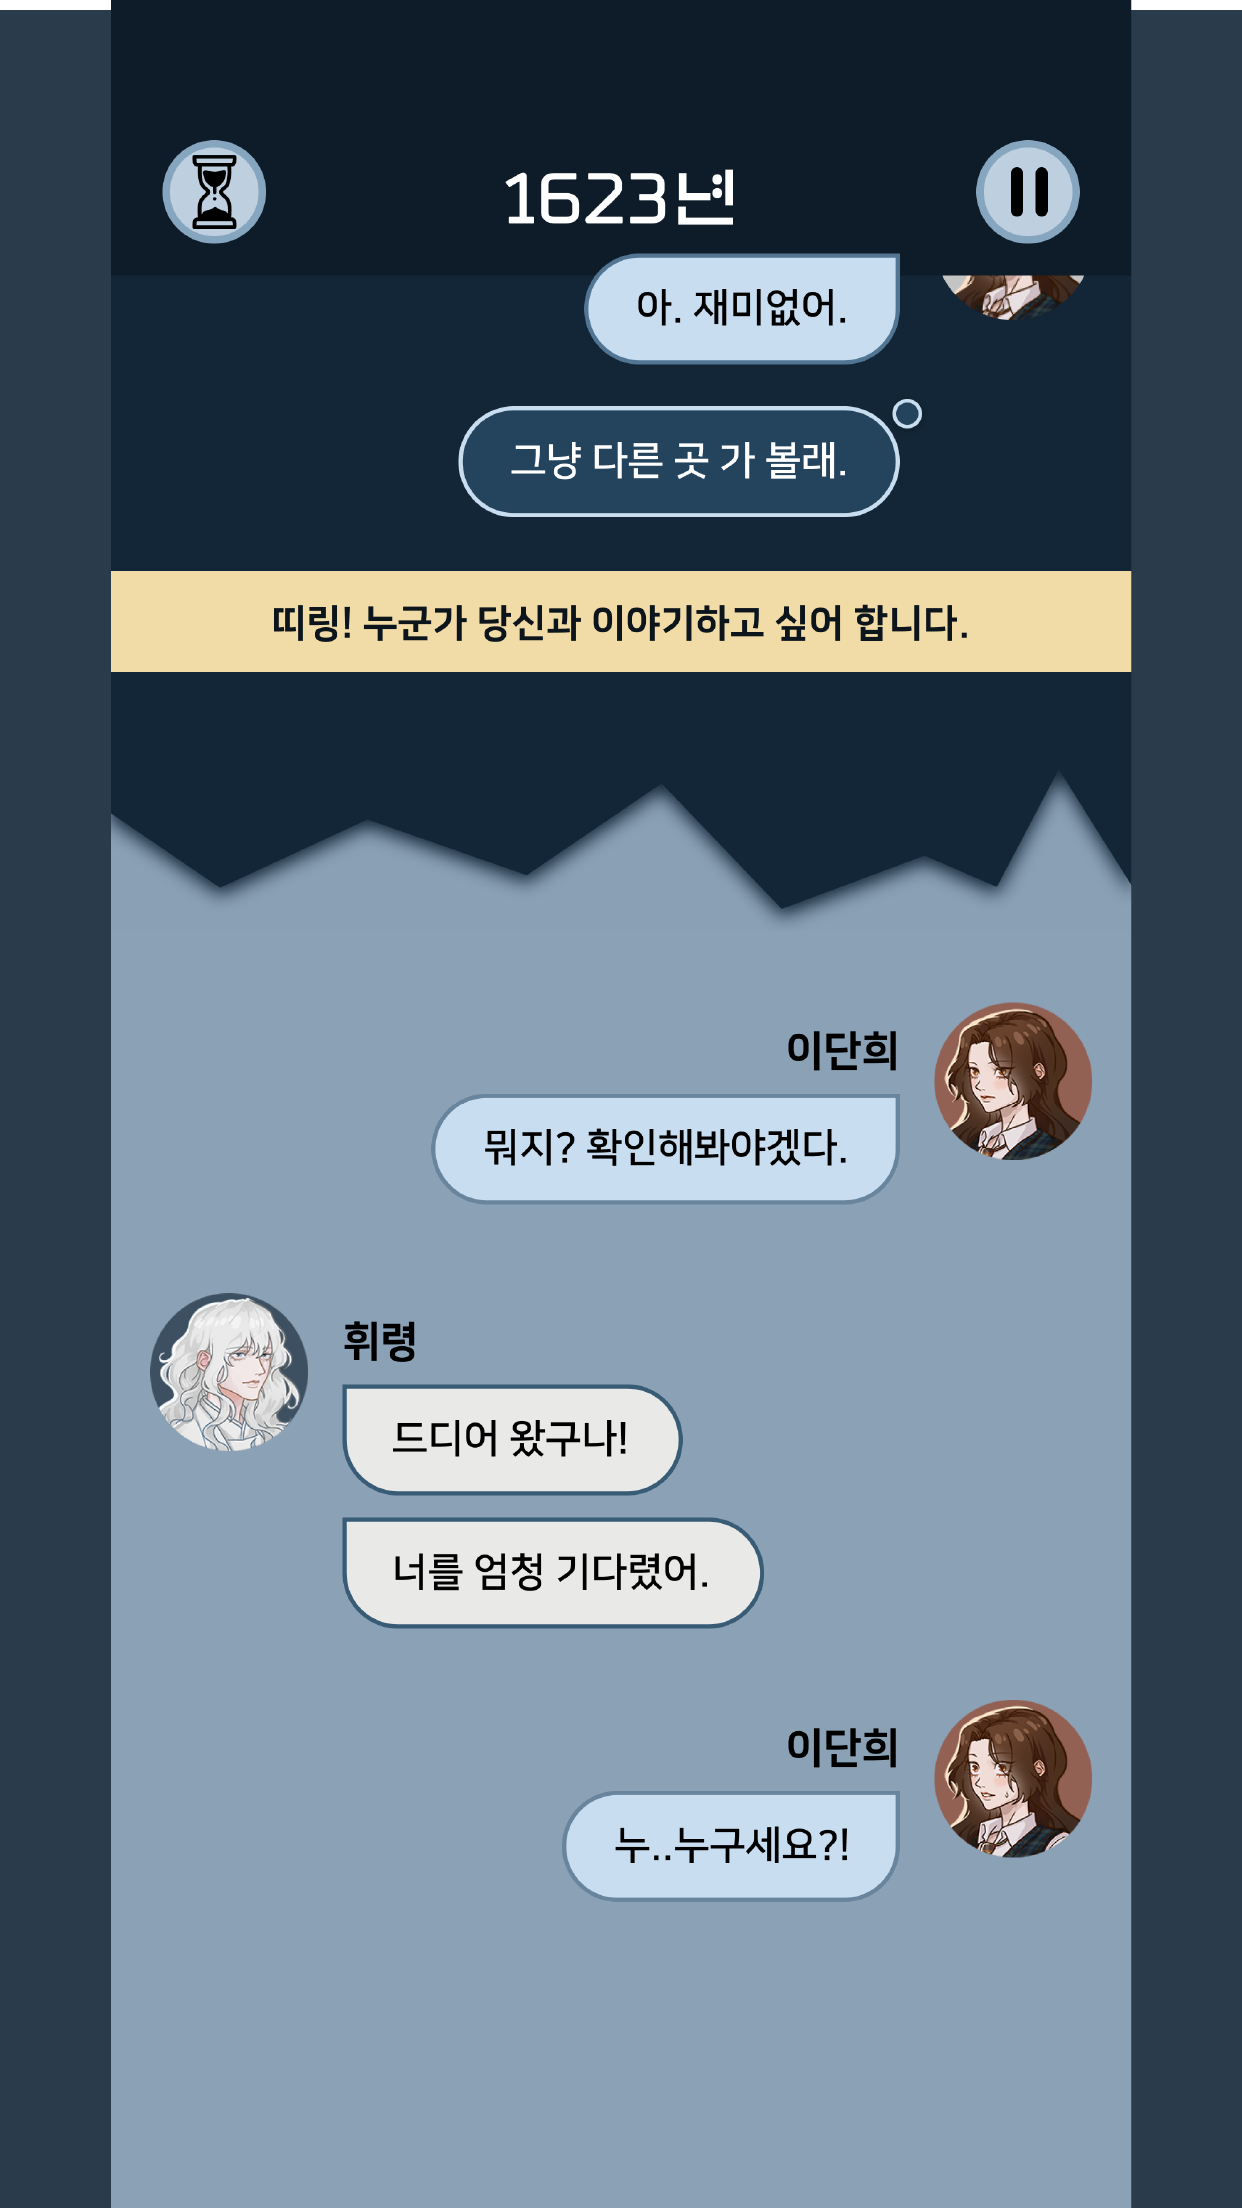 1623년
아. 재미없어.
그냥 다른 곳 가 볼래.
띠링! 누군가 당신과 이야기하고 싶어 합니다.
이단희
뭐지? 확인해봐야겠다.
휘령
드디어 왔구나!
너를 엄청 기다렸어.
이단희
누..누구세요?!